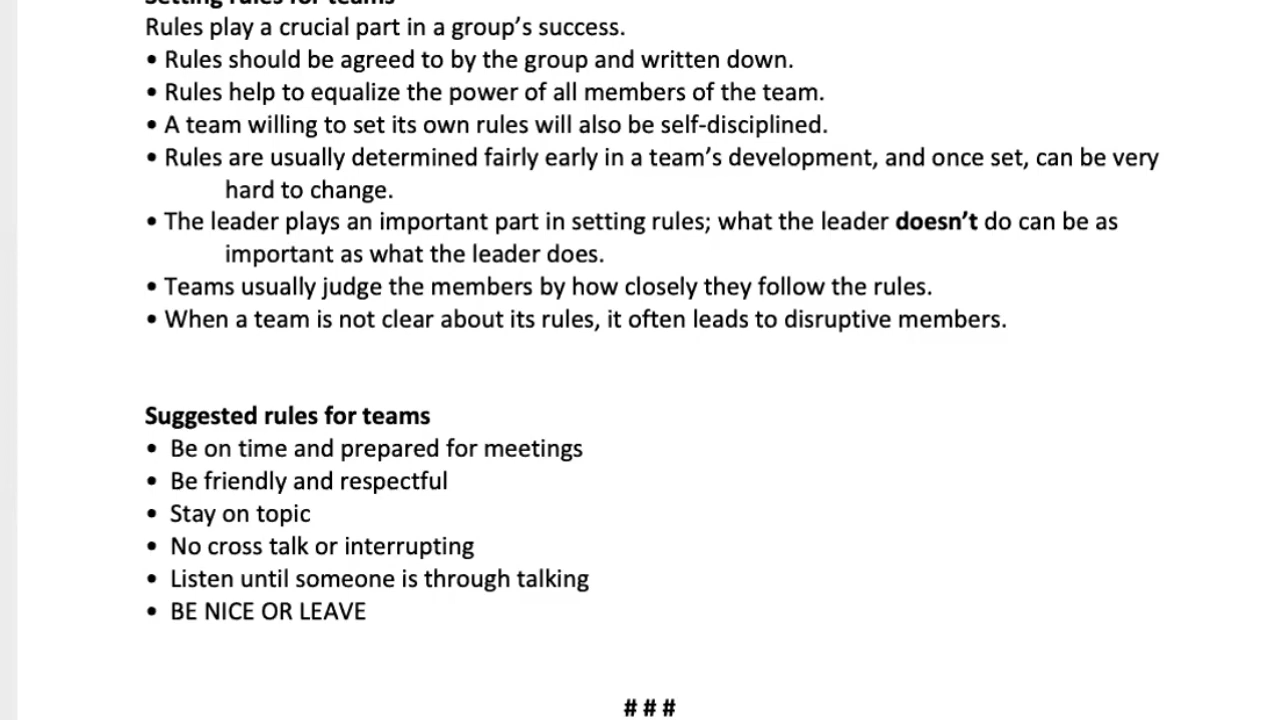 Setting rules for teams
Rules play a crucial part in a group's success.
• Rules should be agreed to by the group and written down.
• Rules help to equalize the power of all members of the team.
• A team willing to set its own rules will also be self-disciplined.
• Rules are usually determined fairly early in a team's development, and once set, can be very
hard to change.
• The leader plays an important part in setting rules; what the leader doesn't do can be as
important as what the leader does.
• Teams usually judge the members by how closely they follow the rules.
• When a team is not clear about its rules, it often leads to disruptive members.
Suggested rules for teams
• Be on time and prepared for meetings
• Be friendly and respectful
• Stay on topic
• No cross talk or interrupting
• Listen until someone is through talking
• BE NICE OR LEAVE
# # #